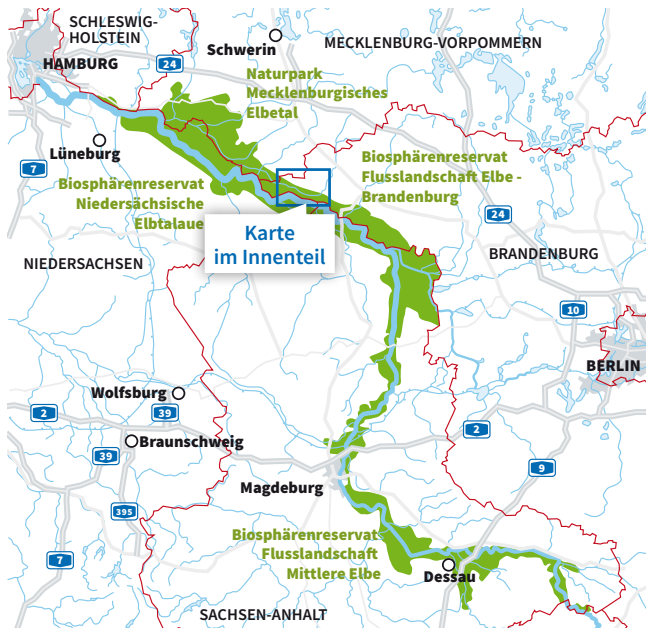 SCHLESWIG-
HOLSTEIN
Schwerin
MECKLENBURG-VORPOMMERN
HAMBURG
24
Naturpark
Mecklenburgisches
Elbetal
Lüneburg
7
Biosphärenreservat
Flusslandschaft Elbe -
Brandenburg
Biosphärenreservat
Niedersächsische
Elbtalaue
24
Karte
im Innenteil
NIEDERSACHSEN
BRANDENBURG
10
BERLIN
Wolfsburg
2
39
Braunschweig
2
39
9
Magdeburg
395
Biosphärenreservat
Flusslandschaft
Mittlere Elbe
7
Dessau
SACHSEN-ANHALT